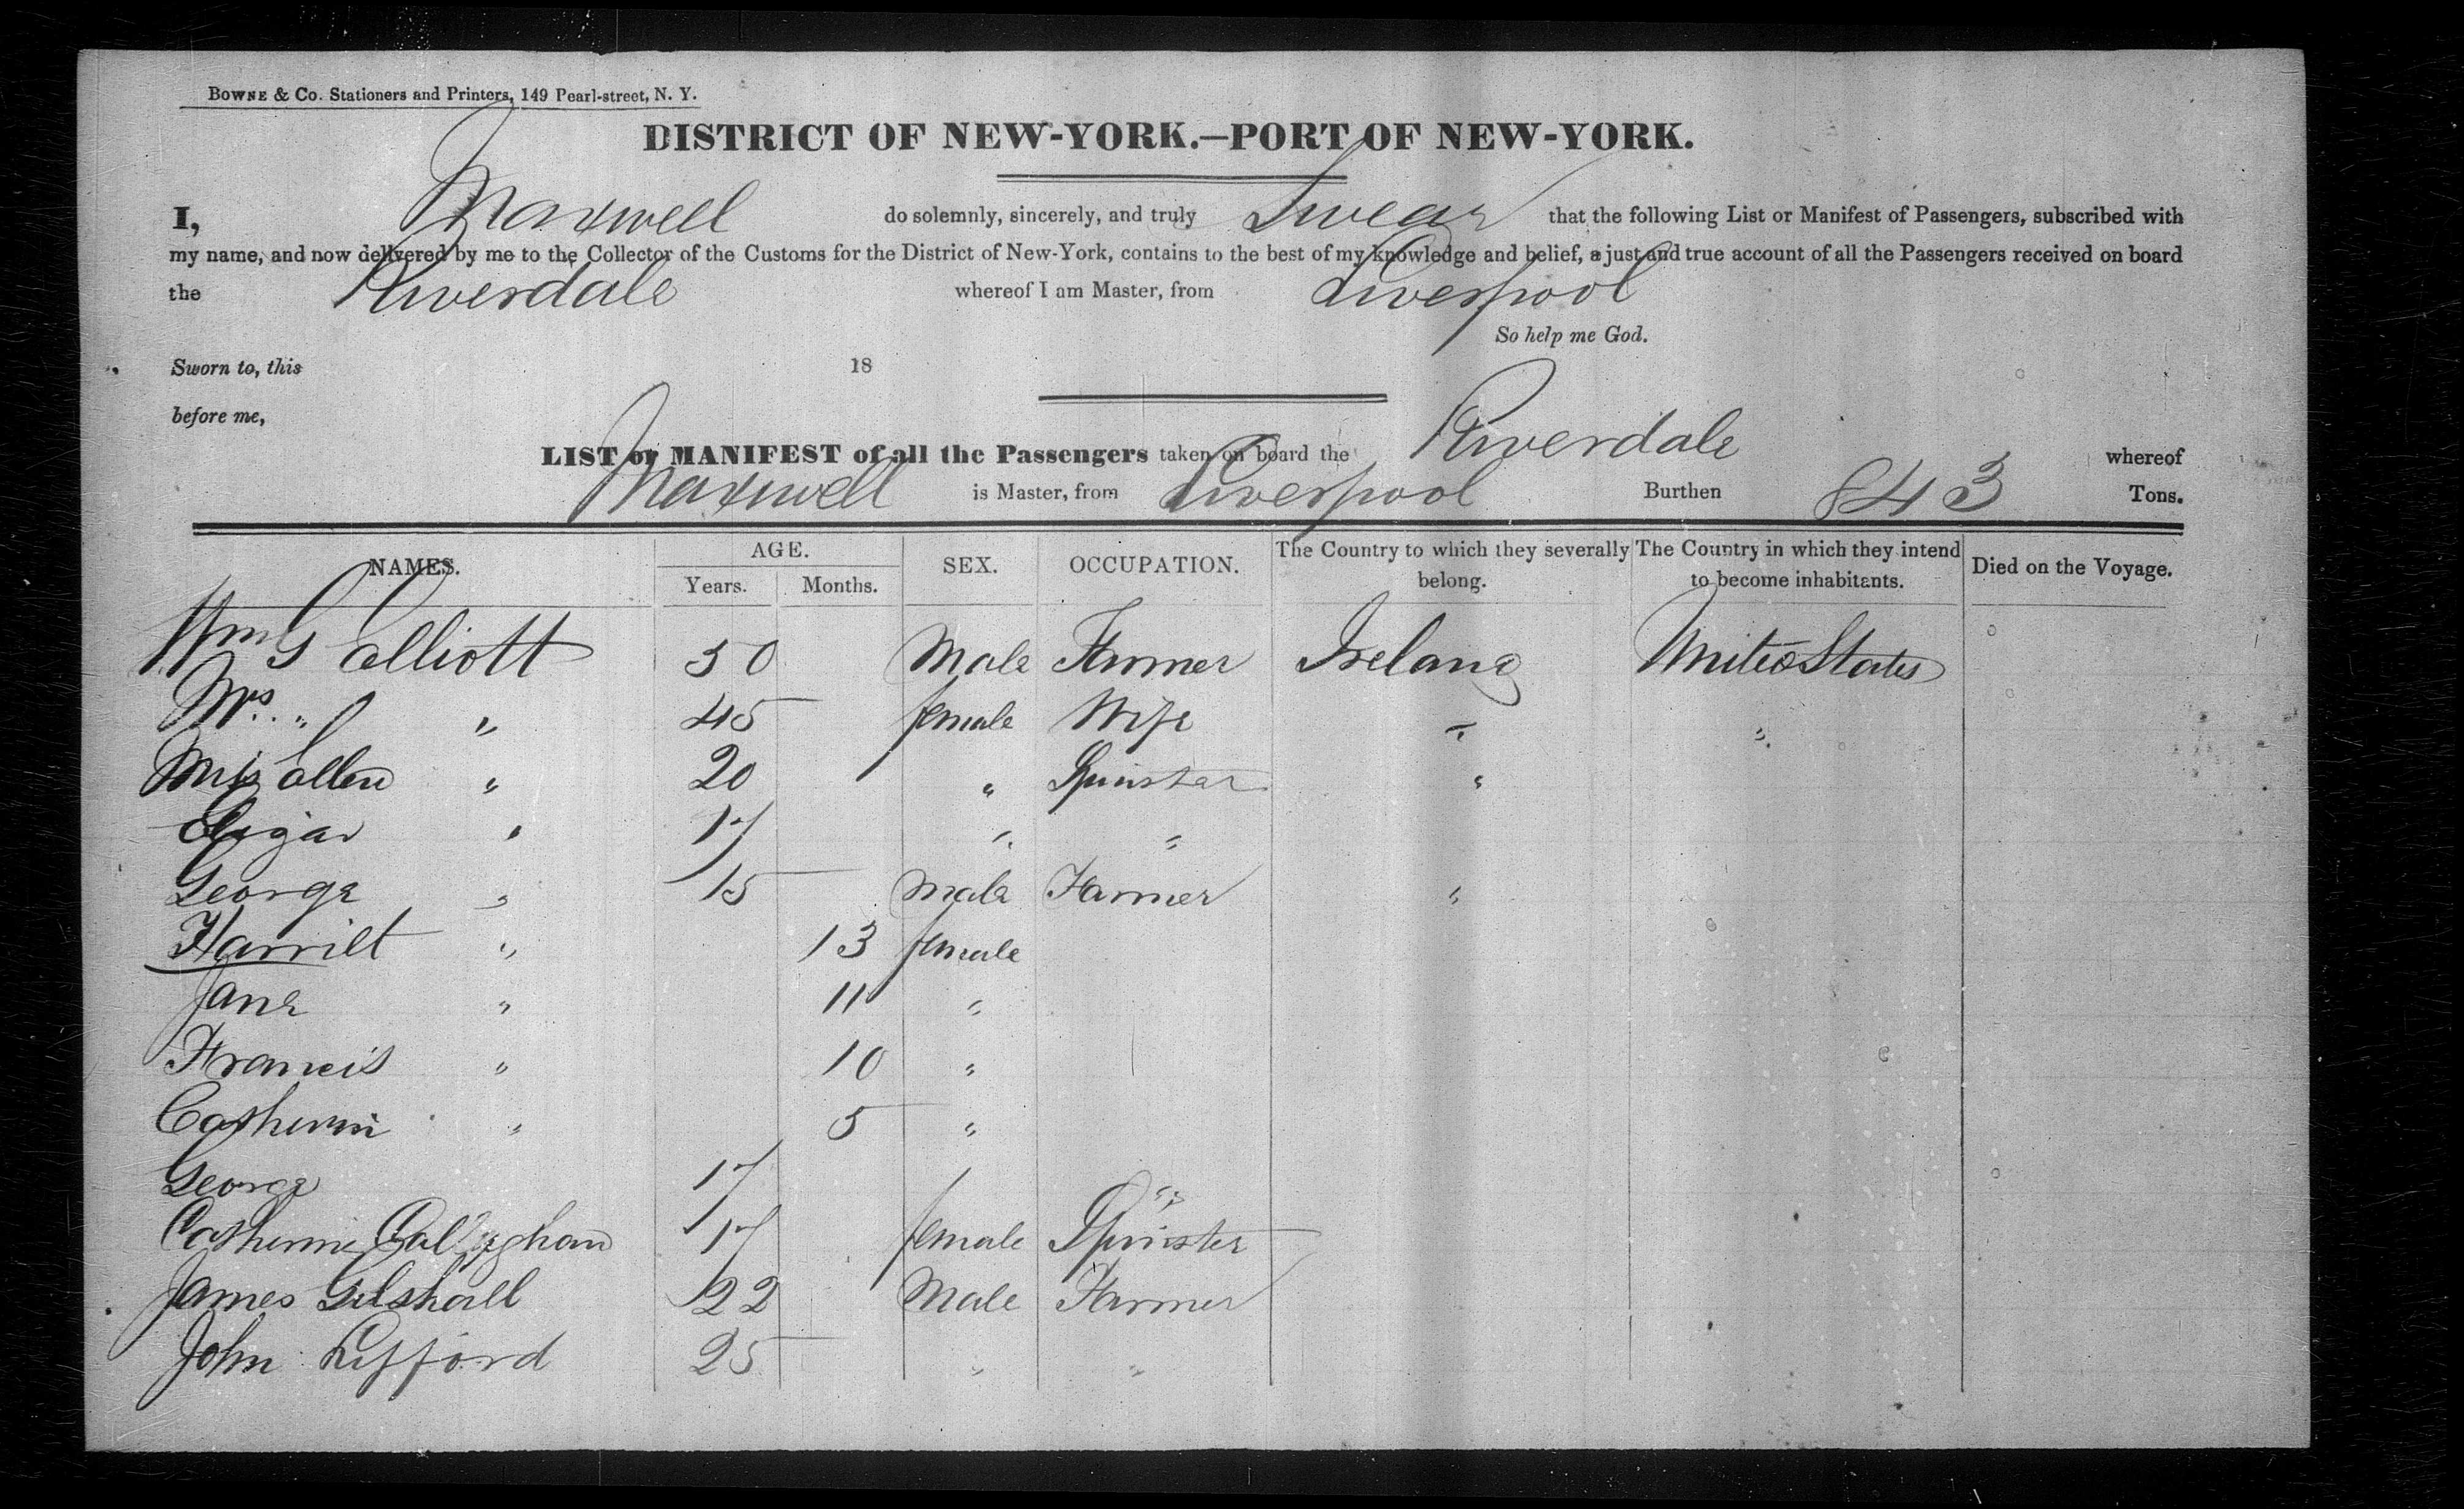 BOWNE & CO. Stationers and Printers, 149 Pearl-street, N. Y.
DISTRICT OF NEW-YORK.—PORT OF NEW-YORK.
I, Maxwell do solemnly, sincerely, and truly Swear that the following List or Manifest of Passengers, subscribed with
my name, and now delivered by me to the Collector of the Customs for the District of New-York, contains to the best of my knowledge and belief, a just and true account of all the Passengers received on board
the Riverdale whereof I am Master, from Liverpool
So help me God.
Sworn to, this 18
before me,
LIST or MANIFEST of all the Passengers taken on board the Riverdale whereof
Maxwell is Master, from Liverpool Burthen 843 Tons.
NAMES. AGE. Years. Months. SEX. OCCUPATION. The Country to which they severally belong. The Country in which they intend to become inhabitants. Died on the Voyage.
Wm G Elliott 50 Male Farmer Ireland United States
Mrs. " " 45 female Wife " "
Miss Ellen " 20 " Spinster "
" 17 " "
George " 15 Male Farmer "
Harriet " 13 female
Jane " 11 "
Francis " 10 "
Catherin " 5 "
George 17 "
Catherine Callaghan 17 female Spinster
James Gilshall 22 Male Farmer
John Lifford 25 " "